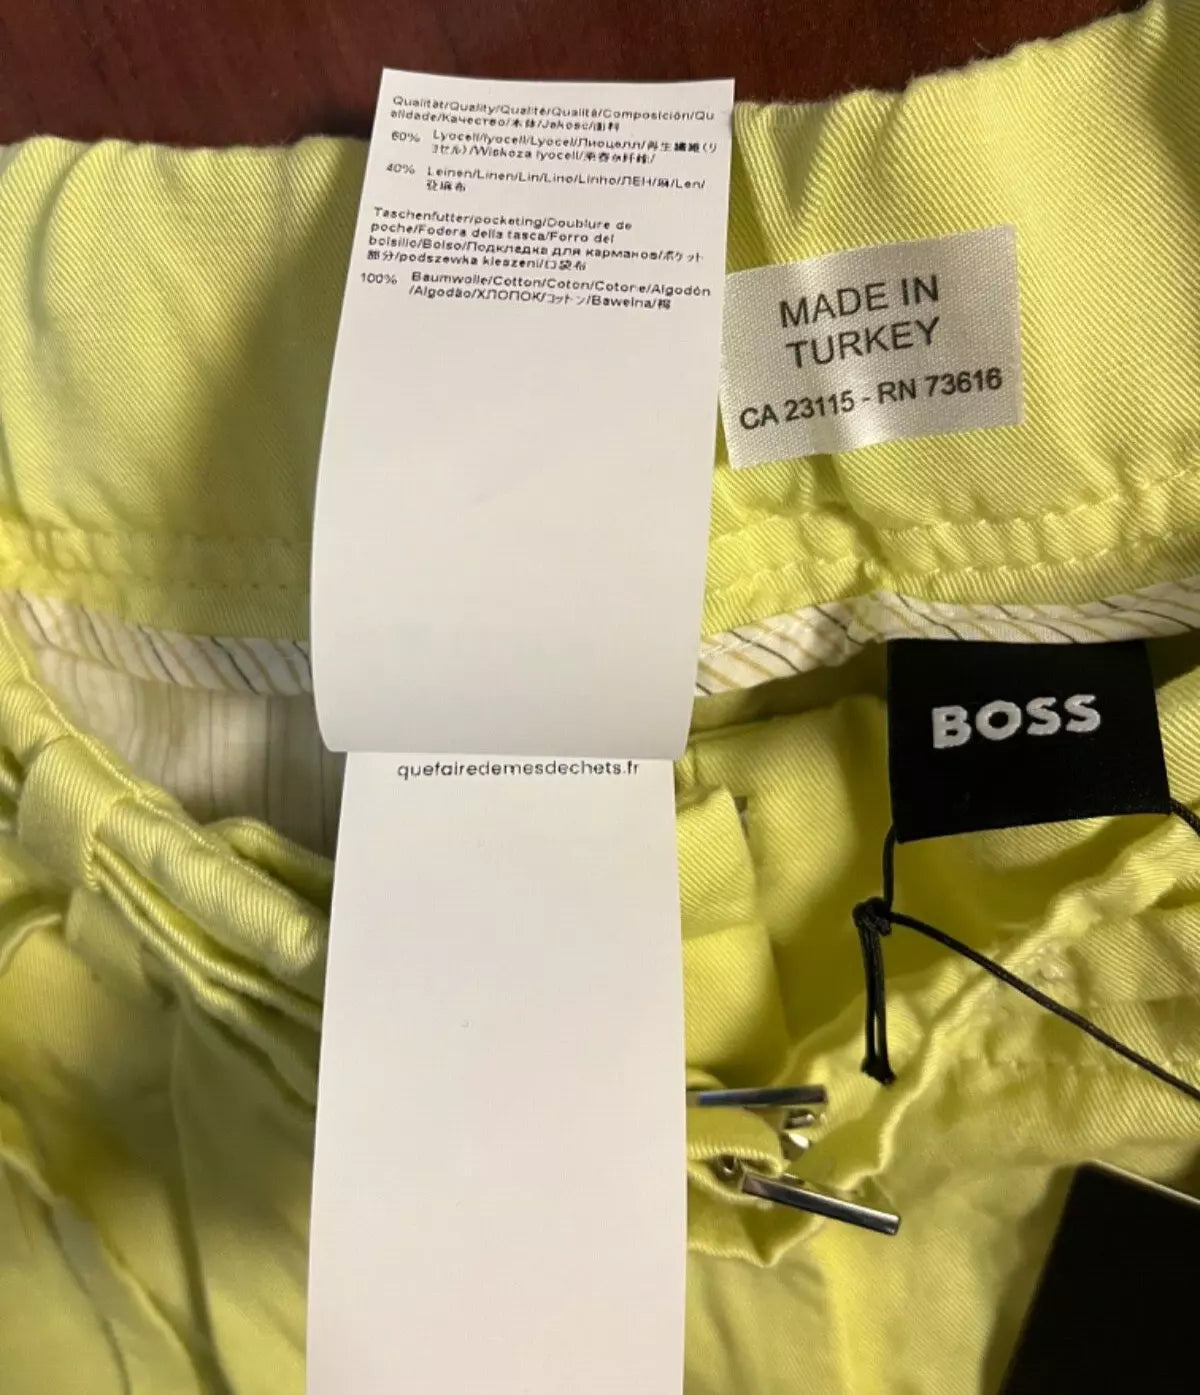 Qualität/Quality/Qualité/Qualità/Composición/Qu
alidade/Качество/本体/Jakość/面料
60% Lyocell/lyocell/Lyocel/Лиоцелл/再生繊維(リ
ヨセル)/Wiskoza lyocell/莱赛尔纤维/
40% Leinen/Linen/Lin/Lino/Linho/ЛЕН/麻/Len/
亚麻布
Taschenfutter/pocketing/Doublure de
poche/Fodera della tasca/Forro del
bolsillo/Bolso/Подкладка для карманов/ポケット
部分/podszewka kieszeni/口袋布
100% Baumwolle/Cotton/Coton/Cotone/Algodón
/Algodão/ХЛОПОК/コットン/Bawełna/棉
MADE IN
TURKEY
CA 23115 - RN 73616
BOSS
quefairedemesdechets.fr